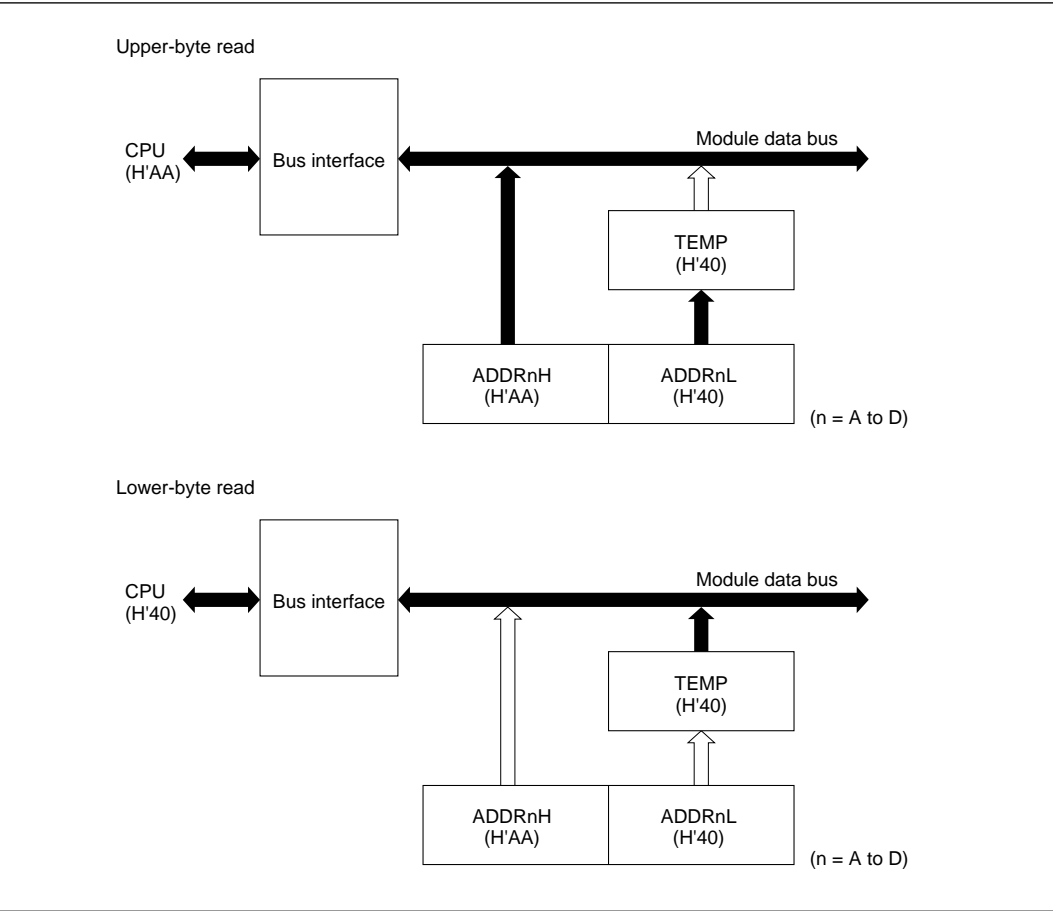 Upper-byte read
CPU
(H'AA)
Bus interface
Module data bus
TEMP
(H'40)
ADDRnH
(H'AA)
ADDRnL
(H'40)
(n = A to D)
Lower-byte read
CPU
(H'40)
Bus interface
Module data bus
TEMP
(H'40)
ADDRnH
(H'AA)
ADDRnL
(H'40)
(n = A to D)